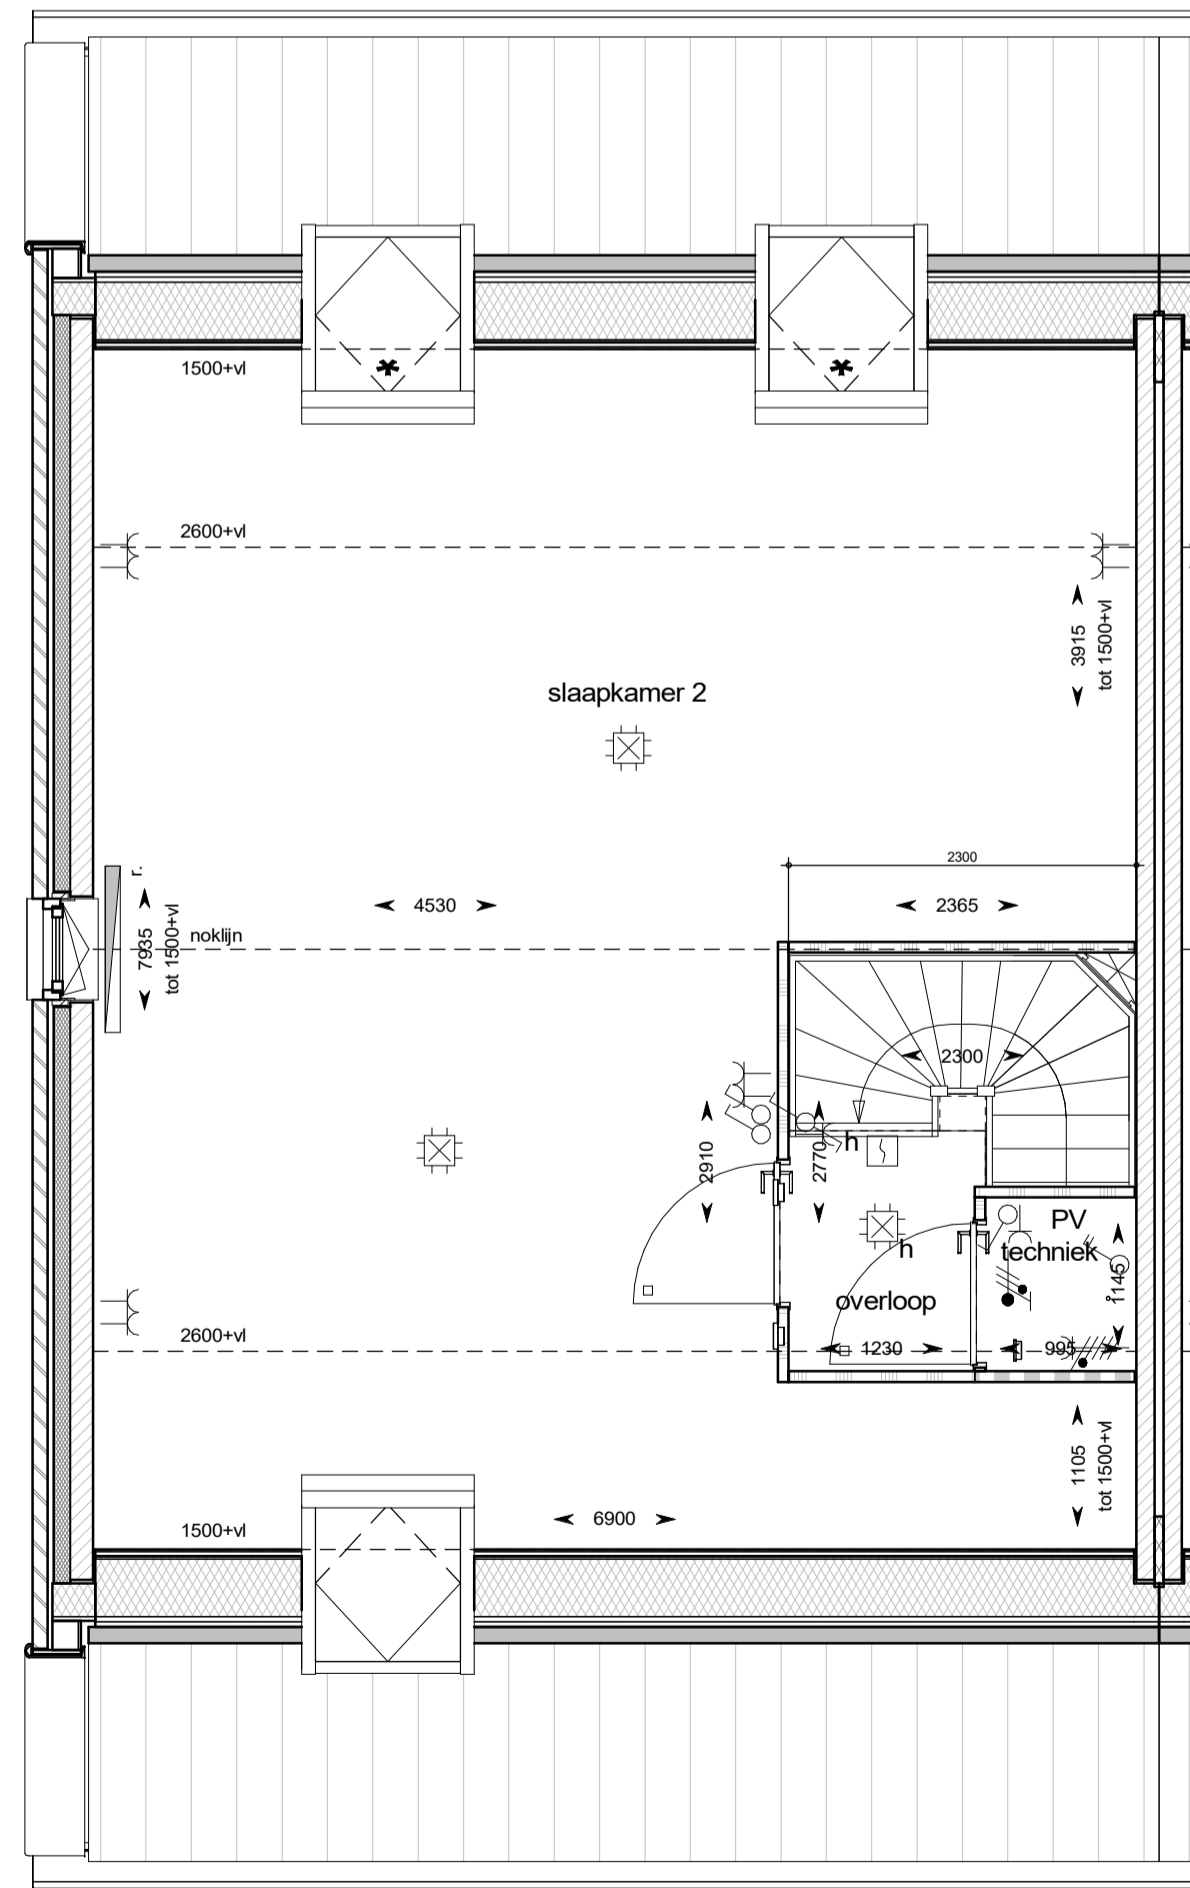 1500+vl
2600+vl
3915
tot 1500+vl
slaapkamer 2
2300
r.
4530
2365
7935
tot 1500+vl
noklijn
2300
h
2910
2770
PV
h
techniek
1145
overloop
2600+vl
1230
995
1105
tot 1500+vl
1500+vl
6900